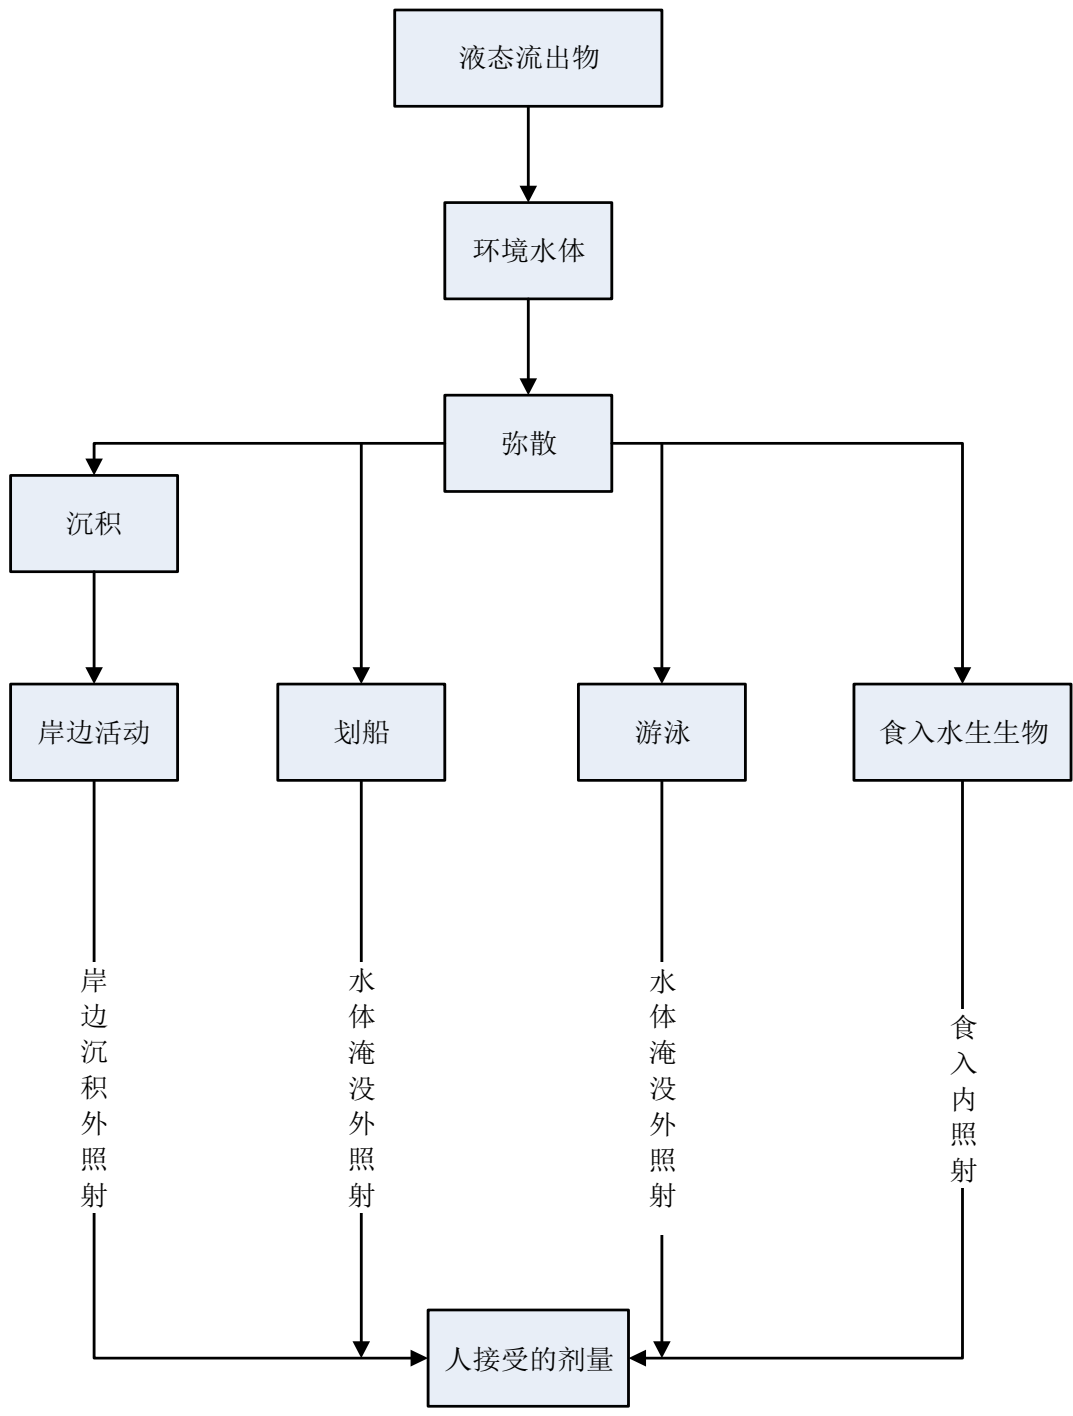 液态流出物
环境水体
弥散
沉积
岸边活动
划船
游泳
食入水生生物
岸边沉积外照射
水体淹没外照射
水体淹没外照射
食入内照射
人接受的剂量